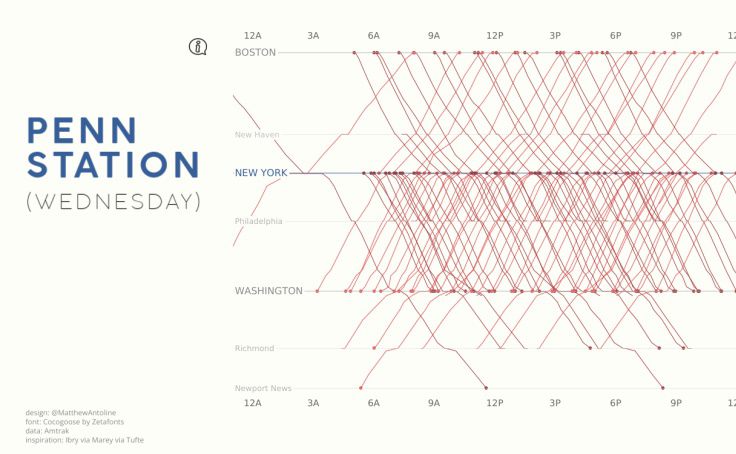 12A 3A 6A 9A 12P 3P 6P 9P 12
BOSTON
PENN
STATION
(WEDNESDAY)
New Haven
NEW YORK
Philadelphia
WASHINGTON
Richmond
Newport News
12A 3A 6A 9A 12P 3P 6P 9P 12
design: @MatthewAntoline
font: Cocogoose by Zetafonts
data: Amtrak
inspiration: Ibry via Marey via Tufte